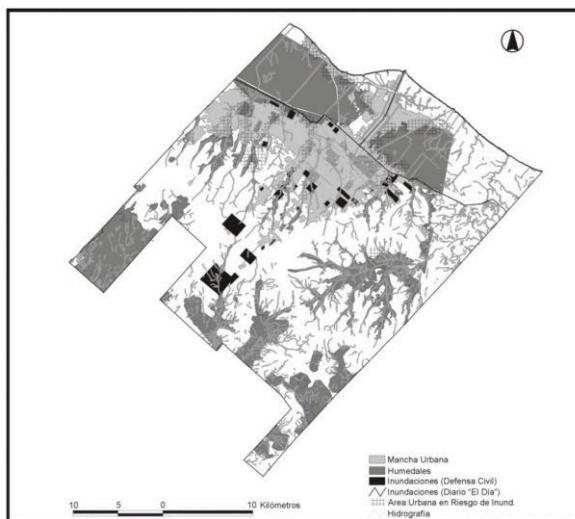 Mancha Urbana
Humedales
Inundaciones (Defensa Civil)
Inundaciones (Diario "El Día")
Area Urbana en Riesgo de Inund.
Hidrografía
10 5 0 10 Kilómetros